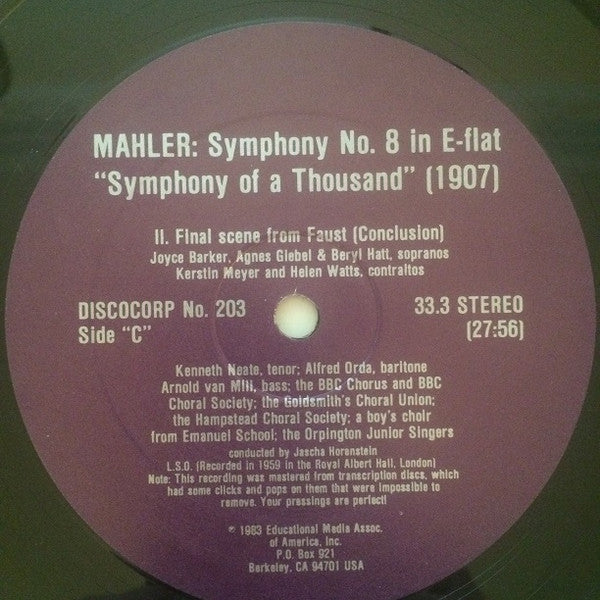 MAHLER: Symphony No. 8 in E-flat
"Symphony of a Thousand" (1907)
II. Final scene from Faust (Conclusion)
Joyce Barker, Agnes Giebel & Beryl Hatt, sopranos
Kerstin Meyer and Helen Watts, contraltos
DISCOCORP No. 203
Side "C"
33.3 STEREO
(27:56)
Kenneth Neate, tenor; Alfred Orda, baritone
Arnold van Mill, bass; the BBC Chorus and BBC
Choral Society; the Goldsmith's Choral Union;
the Hampstead Choral Society; a boy's choir
from Emanuel School; the Orpington Junior Singers
conducted by Jascha Horenstein
L.S.O. (Recorded in 1959 in the Royal Albert Hall, London)
Note: This recording was mastered from transcription discs, which
had some clicks and pops on them that were impossible to
remove. Your pressings are perfect!
℗ 1983 Educational Media Assoc.
of America, Inc.
P.O. Box 921
Berkeley, CA 94701 USA